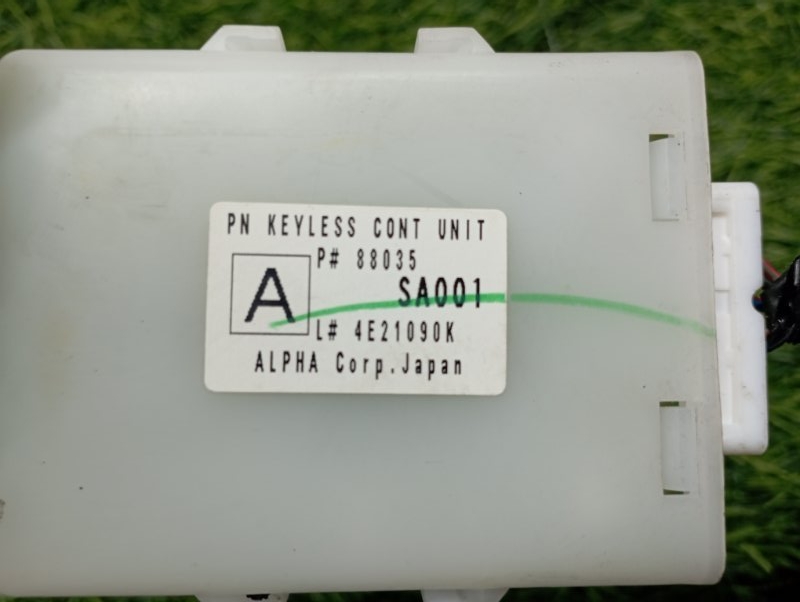 PN KEYLESS CONT UNIT
P# 88035
A
SA001
L# 4E21090K
ALPHA Corp.Japan